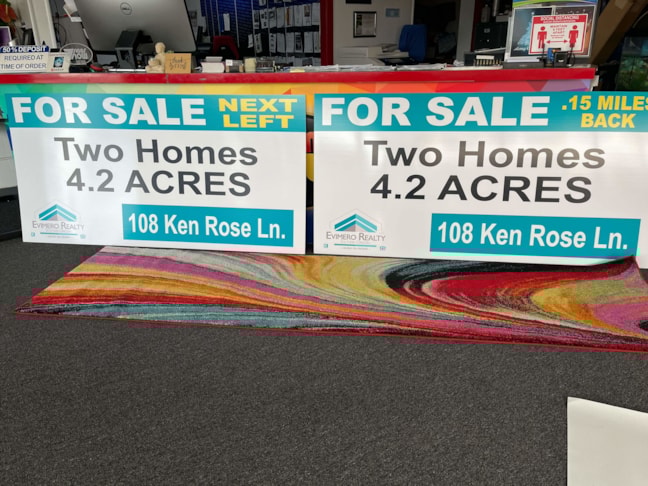 50% DEPOSIT
REQUIRED AT
TIME OF ORDER
DELL
SOCIAL DISTANCING
FOR SALE NEXT
LEFT
Two Homes
4.2 ACRES
EVIMERO REALTY
108 Ken Rose Ln.
FOR SALE .15 MILES
BACK
Two Homes
4.2 ACRES
EVIMERO REALTY
108 Ken Rose Ln.